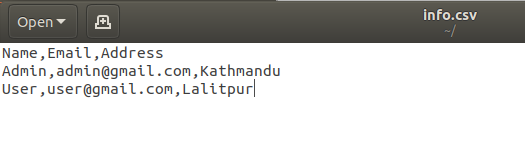 Open
info.csv
~/
Name,Email,Address
Admin,admin@gmail.com,Kathmandu
User,user@gmail.com,Lalitpur